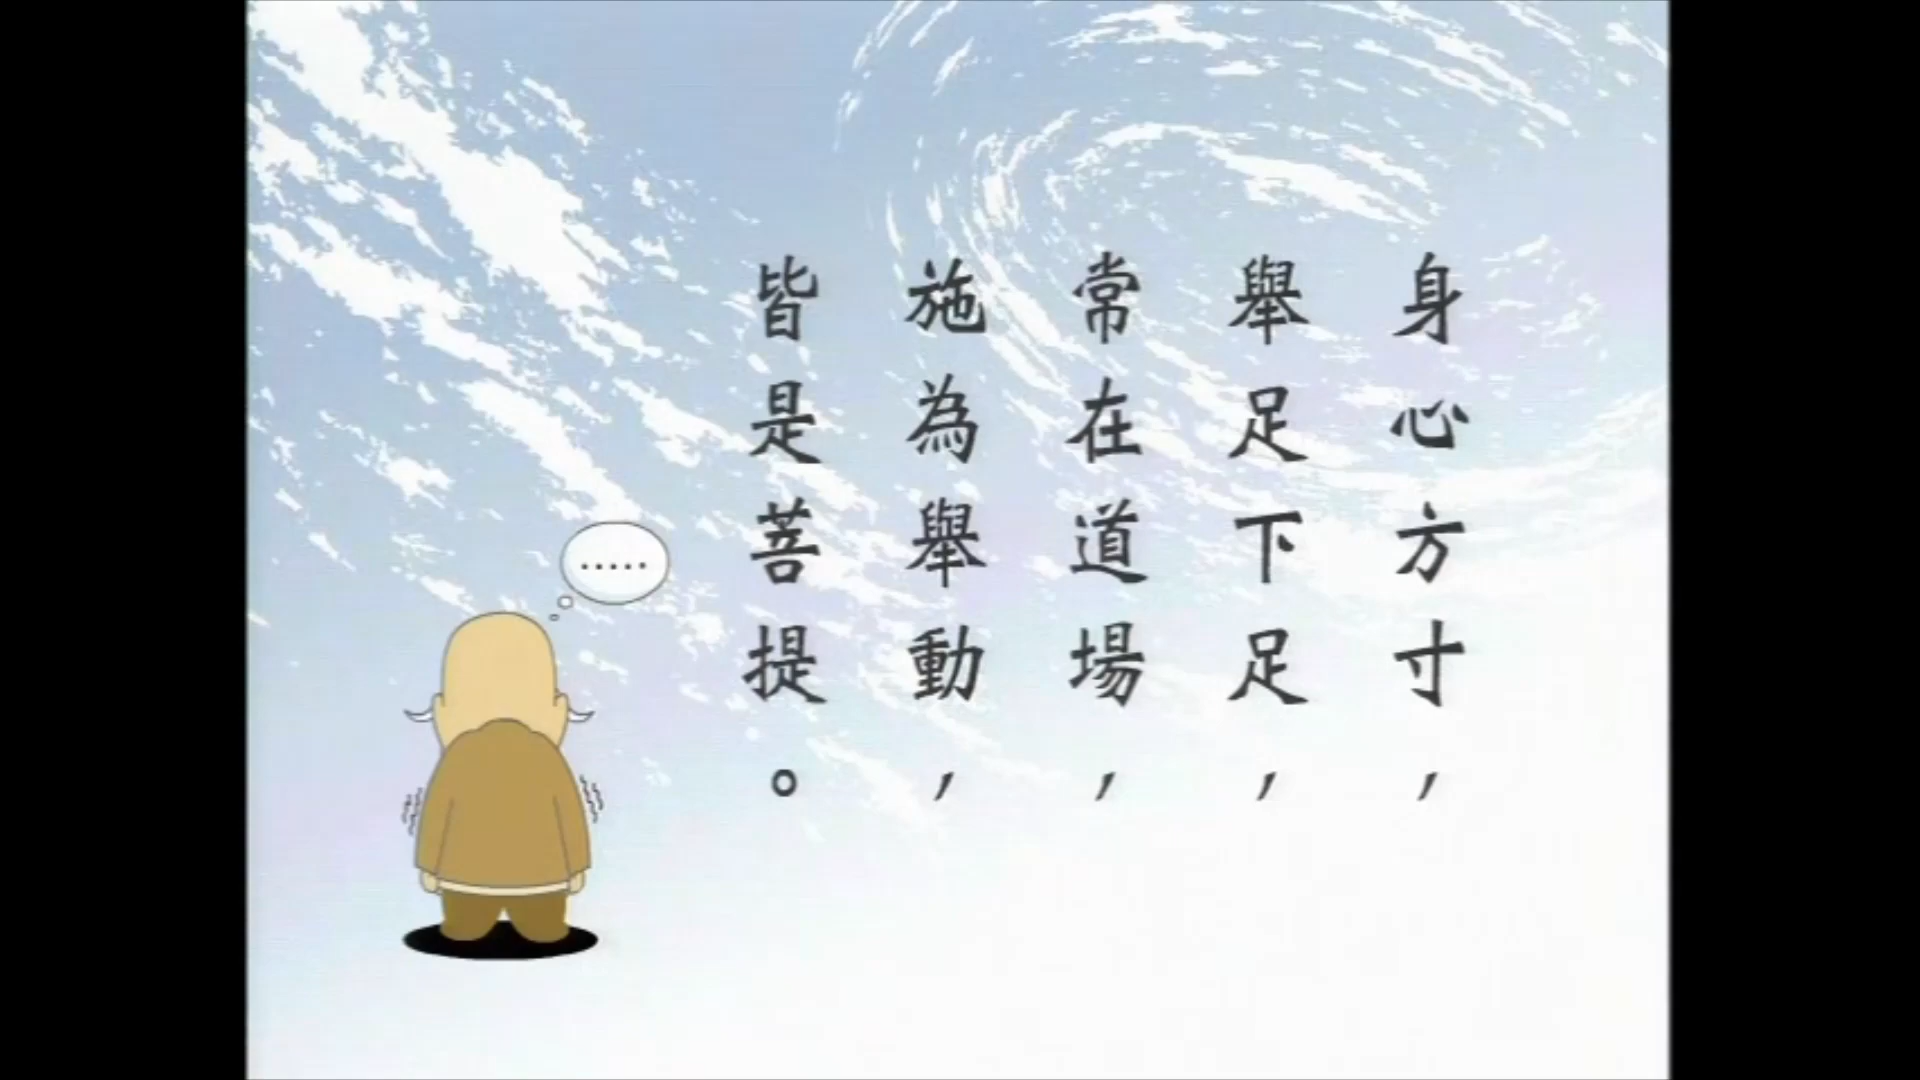 身心方寸，
舉足下足，
常在道場，
施為舉動，
皆是菩提。
.....